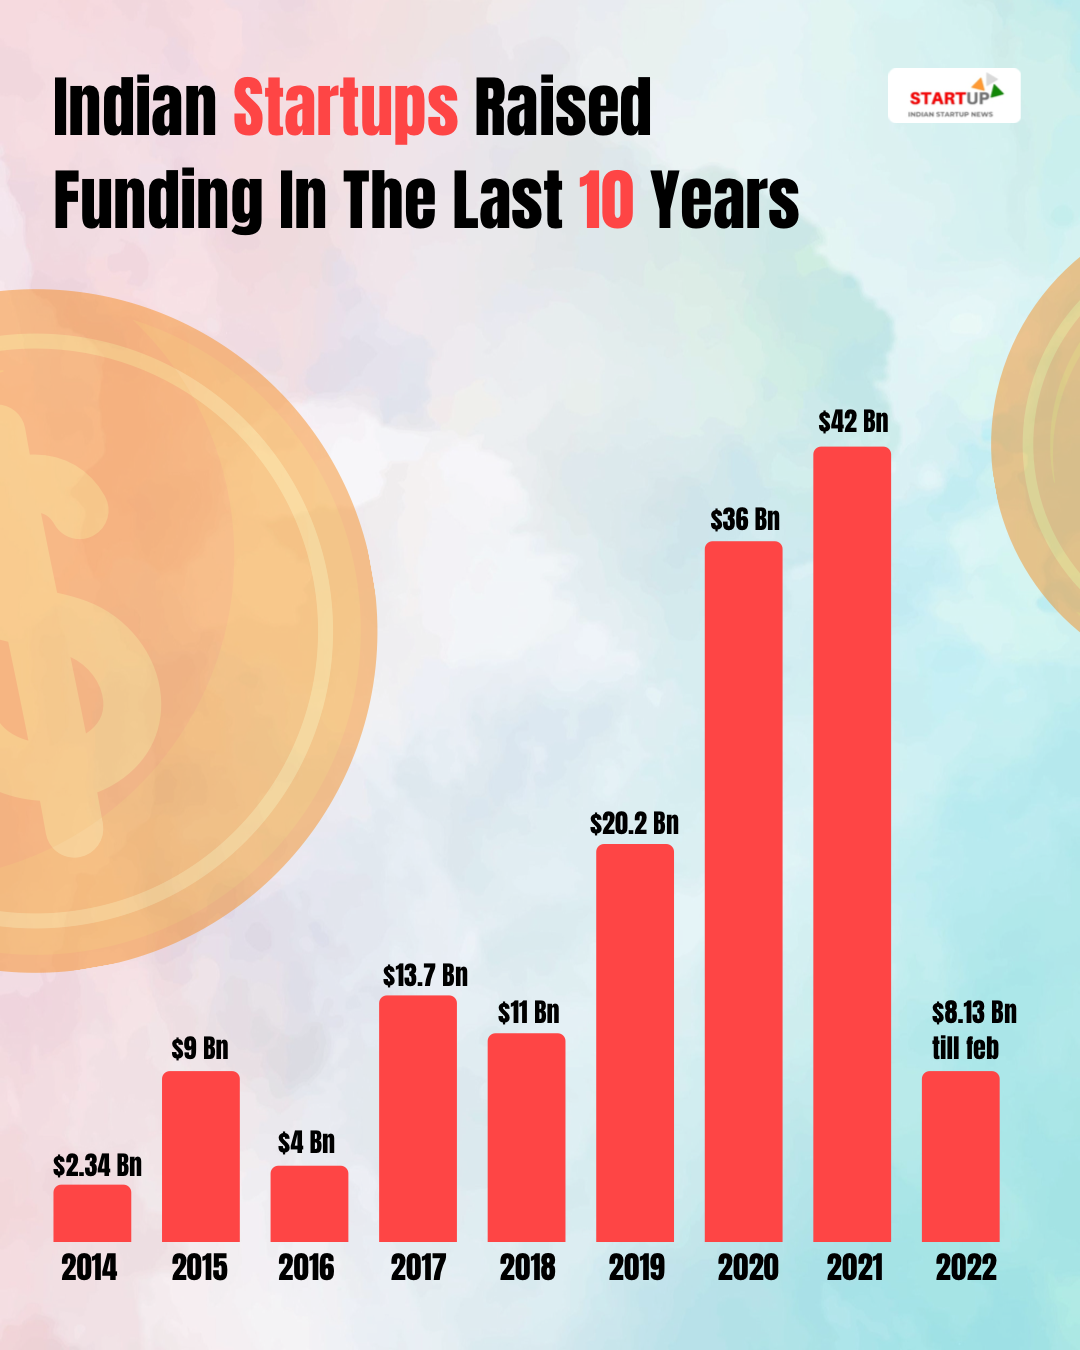 Indian Startups Raised
Funding In The Last 10 Years
STARTUP
INDIAN STARTUP NEWS
$42 Bn
$36 Bn
$20.2 Bn
$13.7 Bn
$11 Bn
$8.13 Bn
till feb
$9 Bn
$4 Bn
$2.34 Bn
2014 2015 2016 2017 2018 2019 2020 2021 2022